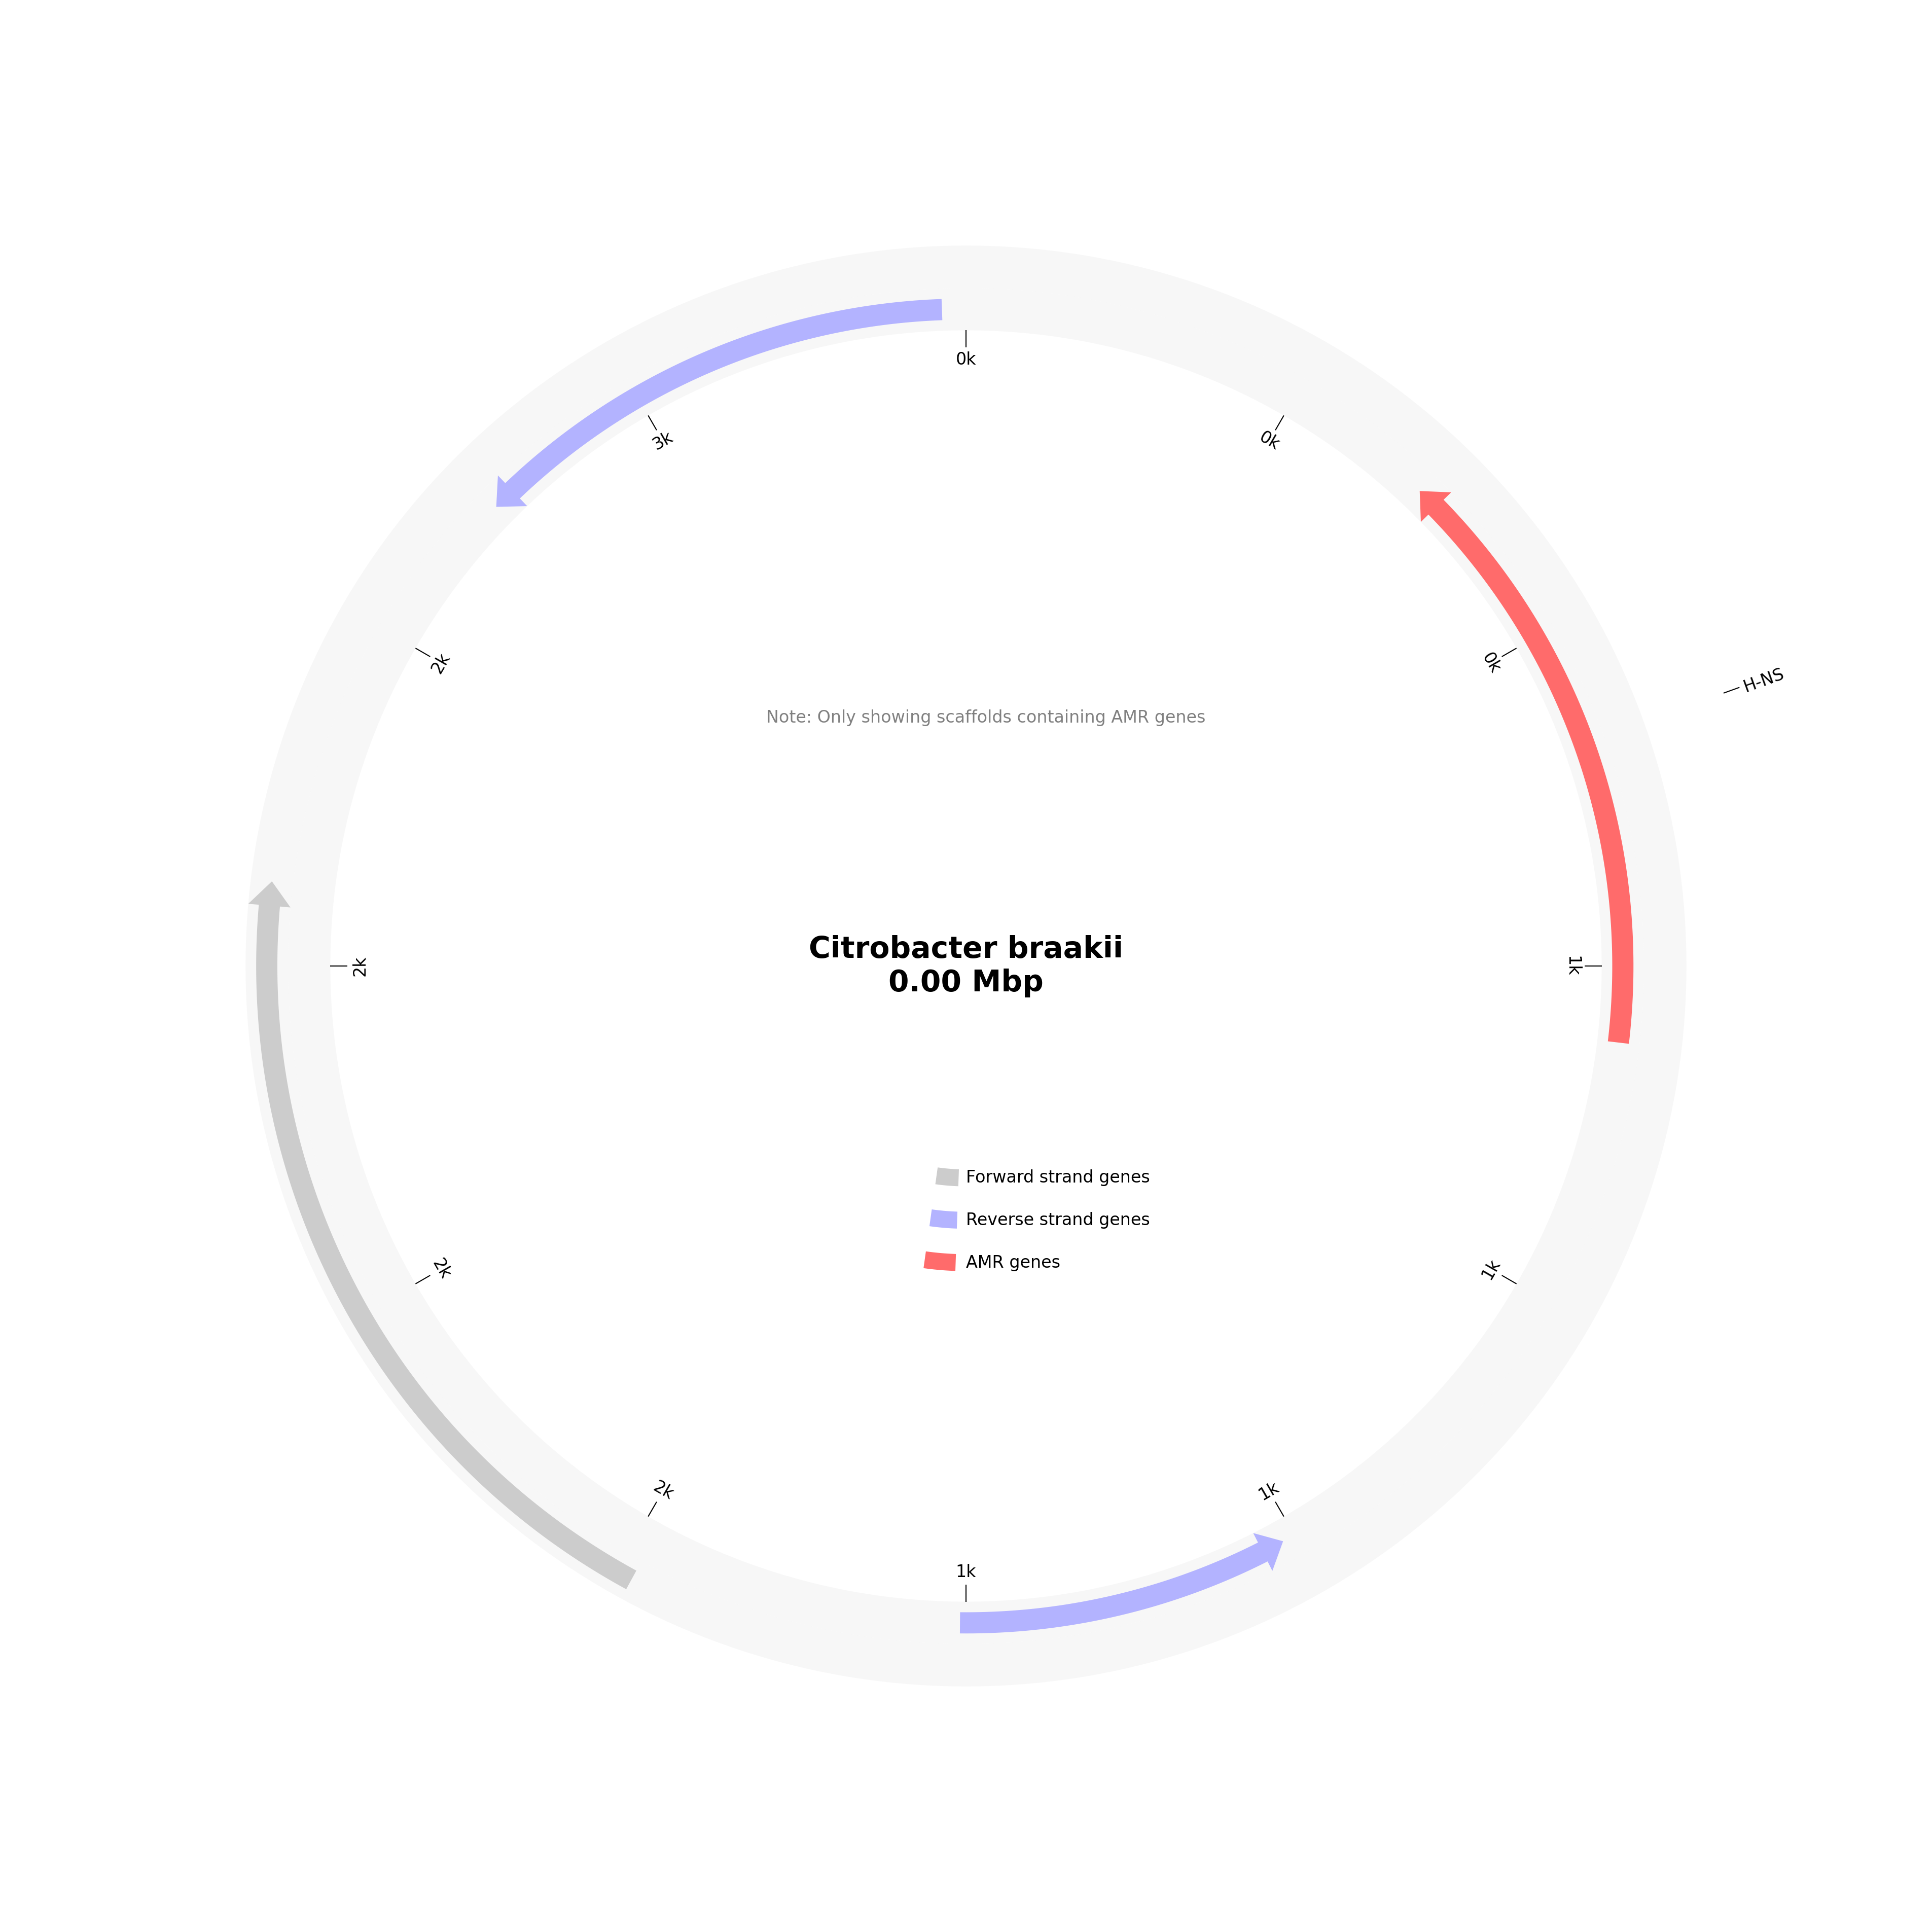 0k
0k
3k
0k
2k
H-NS
Note: Only showing scaffolds containing AMR genes
Citrobacter braakii
0.00 Mbp
1k
2k
Forward strand genes
Reverse strand genes
AMR genes
1k
2k
1k
2k
1k